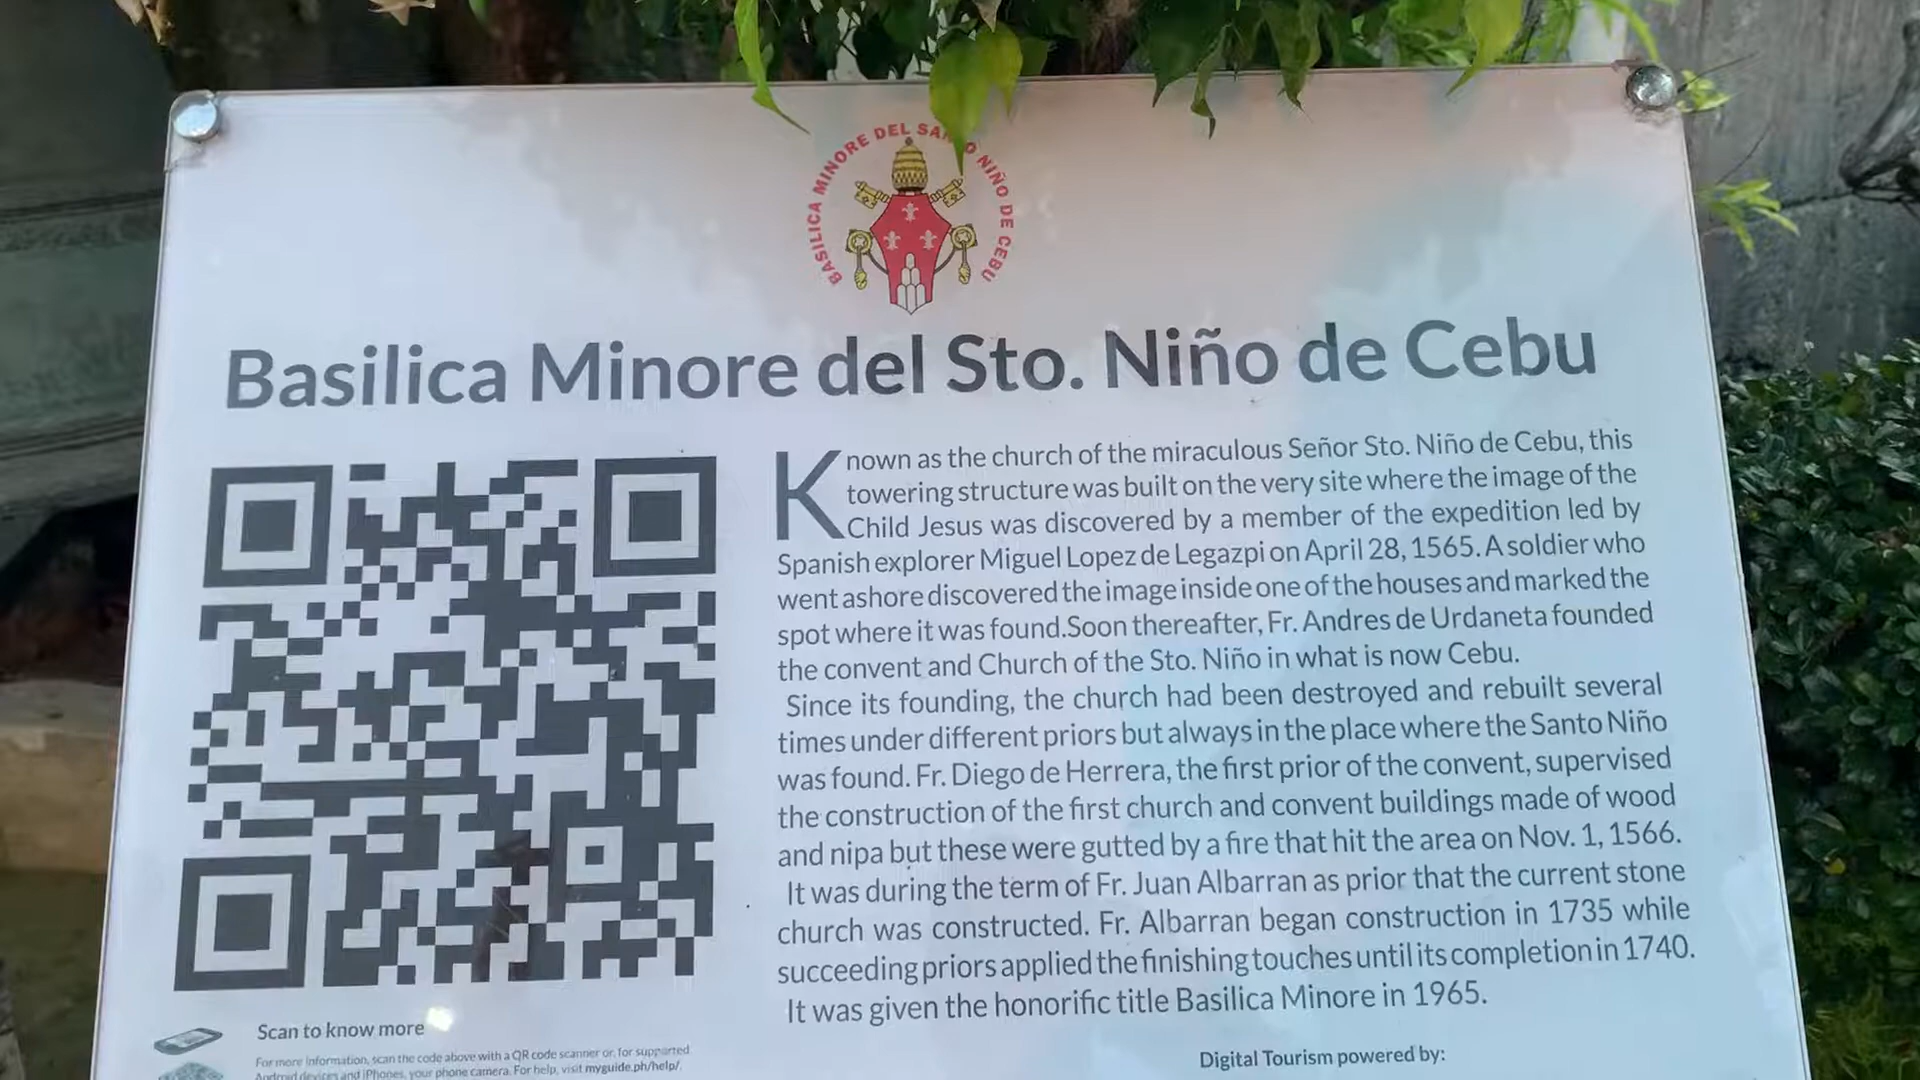 BASILICA MINORE DEL SANTO NIÑO DE CEBU
Basilica Minore del Sto. Niño de Cebu
Known as the church of the miraculous Señor Sto. Niño de Cebu, this
towering structure was built on the very site where the image of the
Child Jesus was discovered by a member of the expedition led by
Spanish explorer Miguel Lopez de Legazpi on April 28, 1565. A soldier who
went ashore discovered the image inside one of the houses and marked the
spot where it was found.Soon thereafter, Fr. Andres de Urdaneta founded
the convent and Church of the Sto. Niño in what is now Cebu.
Since its founding, the church had been destroyed and rebuilt several
times under different priors but always in the place where the Santo Niño
was found. Fr. Diego de Herrera, the first prior of the convent, supervised
the construction of the first church and convent buildings made of wood
and nipa but these were gutted by a fire that hit the area on Nov. 1, 1566.
It was during the term of Fr. Juan Albarran as prior that the current stone
church was constructed. Fr. Albarran began construction in 1735 while
succeeding priors applied the finishing touches until its completion in 1740.
It was given the honorific title Basilica Minore in 1965.
Scan to know more
For more information, scan the code above with a QR code scanner or, for supported
Android devices and iPhones, your phone camera. For help, visit myguide.ph/help/.
Digital Tourism powered by: